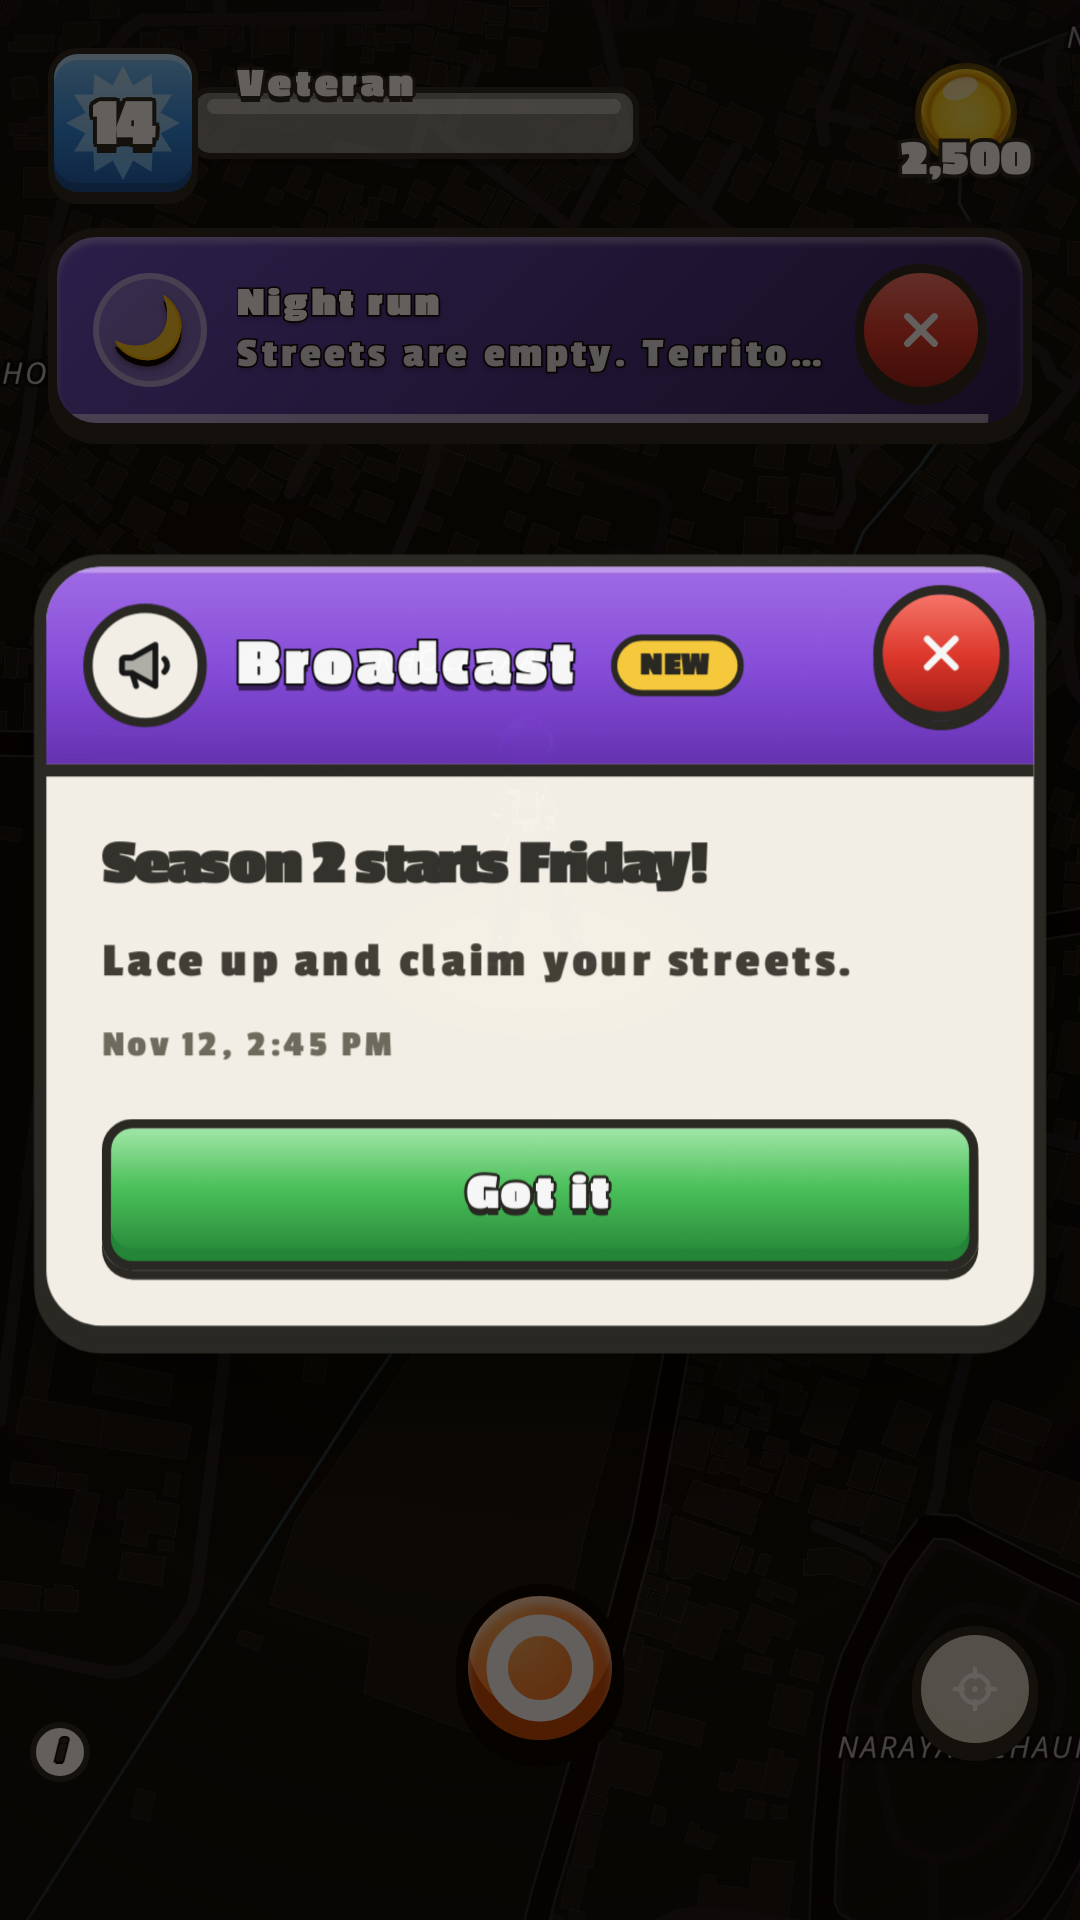 Veteran
14
2,500
Night run
Streets are empty. Territo...
HO
Broadcast
NEW
Season 2 starts Friday!
Lace up and claim your streets.
Nov 12, 2:45 PM
Got it
i